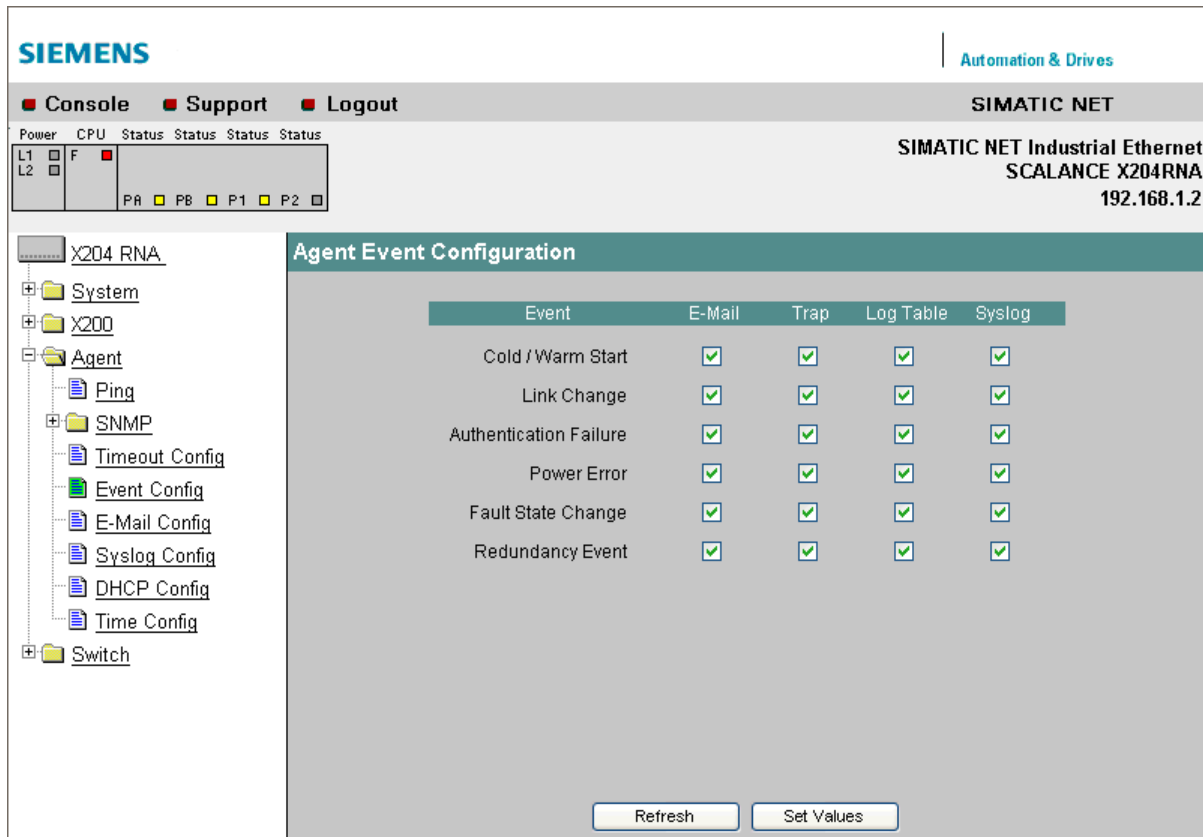 SIEMENS
Automation & Drives
Console Support Logout
SIMATIC NET
Power CPU Status Status Status Status
L1 F
L2
PA PB P1 P2
SIMATIC NET Industrial Ethernet
SCALANCE X204RNA
192.168.1.2
X204 RNA
System
X200
Agent
Ping
SNMP
Timeout Config
Event Config
E-Mail Config
Syslog Config
DHCP Config
Time Config
Switch
Agent Event Configuration
Event E-Mail Trap Log Table Syslog
Cold / Warm Start
Link Change
Authentication Failure
Power Error
Fault State Change
Redundancy Event
Refresh Set Values